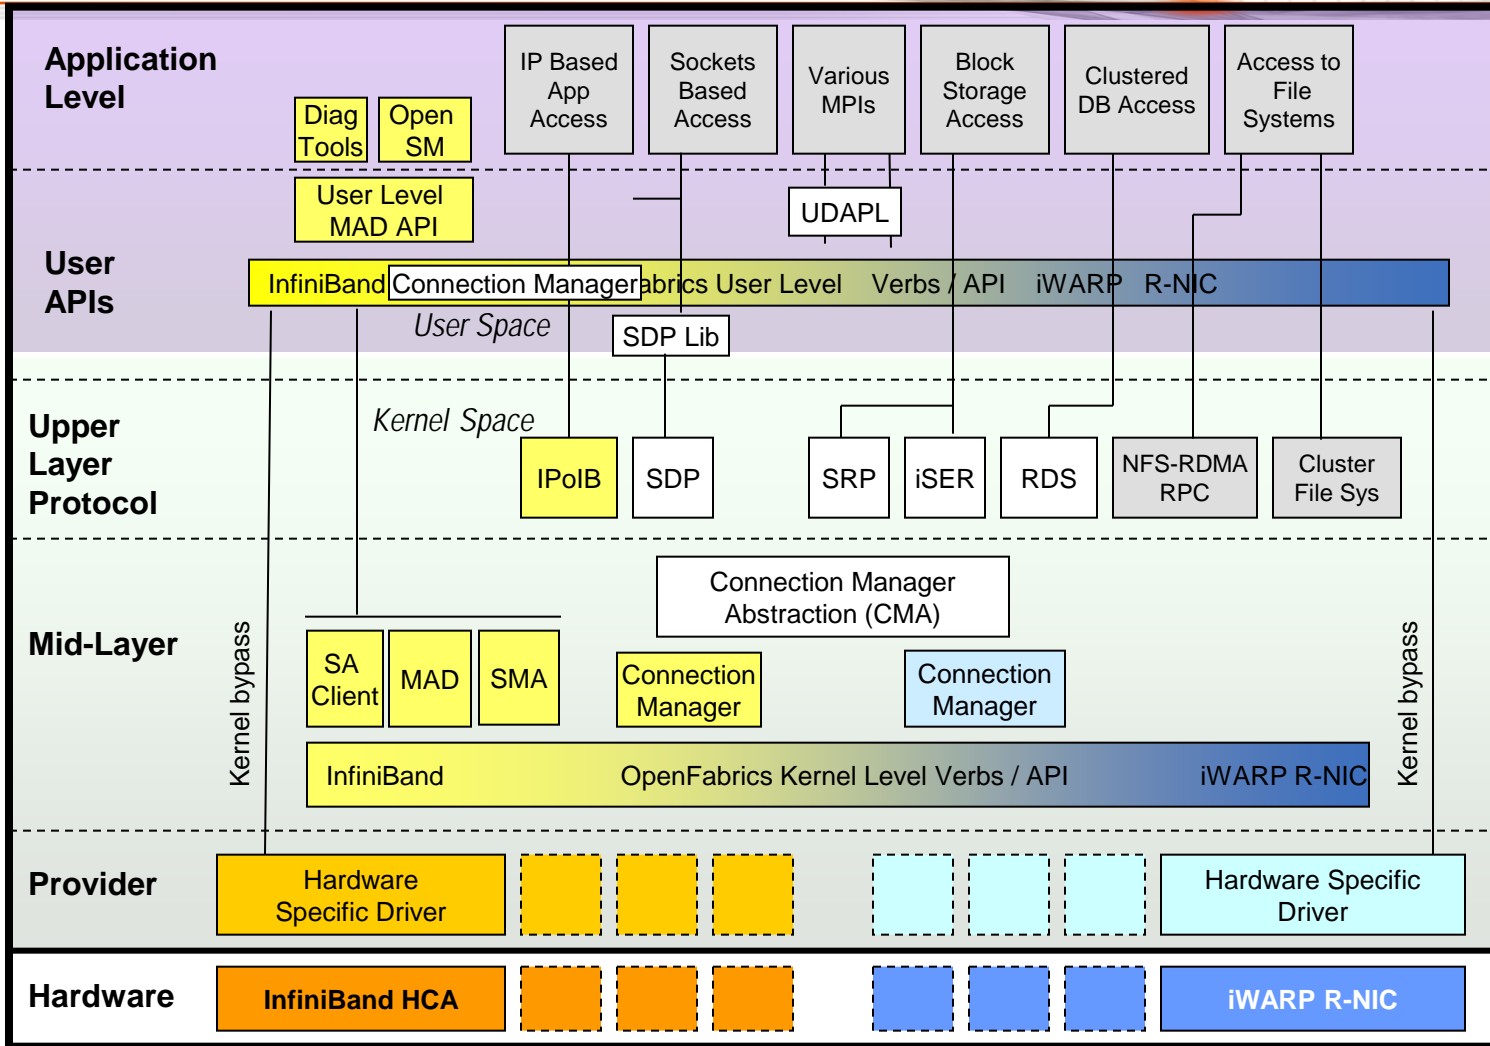 Application
Level
IP Based
App
Access
Sockets
Based
Access
Various
MPIs
Block
Storage
Access
Clustered
DB Access
Access to
File
Systems
Diag
Tools
Open
SM
User Level
MAD API
UDAPL
User
APIs
InfiniBand
Connection Manager
abrics User Level Verbs / API iWARP R-NIC
User Space
SDP Lib
Kernel Space
Upper
Layer
Protocol
IPoIB
SDP
SRP
iSER
RDS
NFS-RDMA
RPC
Cluster
File Sys
Connection Manager
Abstraction (CMA)
Mid-Layer
Kernel bypass
SA
Client
MAD
SMA
Connection
Manager
Connection
Manager
Kernel bypass
InfiniBand OpenFabrics Kernel Level Verbs / API iWARP R-NIC
Provider
Hardware
Specific Driver
Hardware Specific
Driver
Hardware
InfiniBand HCA
iWARP R-NIC